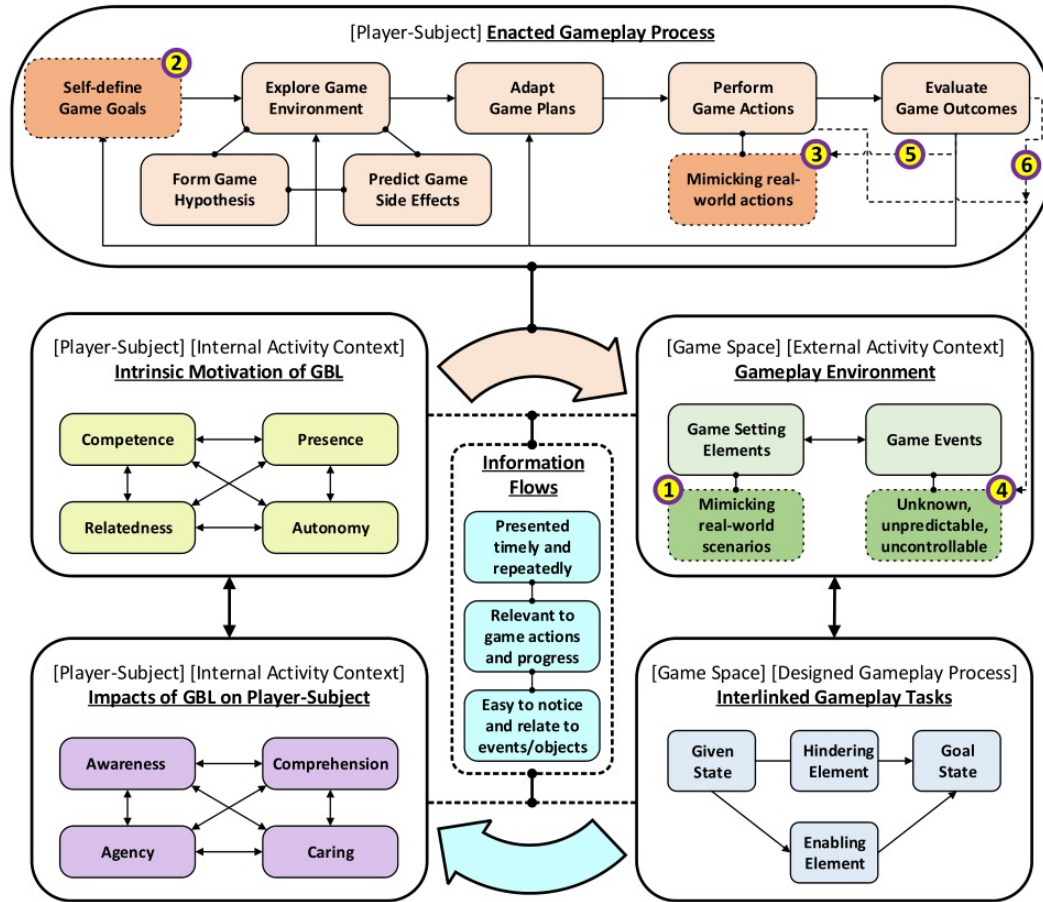 [Player-Subject] Enacted Gameplay Process
2
Self-define
Game Goals
Explore Game
Environment
Adapt
Game Plans
Perform
Game Actions
Evaluate
Game Outcomes
Form Game
Hypothesis
Predict Game
Side Effects
3
Mimicking real-
world actions
5
6
[Player-Subject] [Internal Activity Context]
Intrinsic Motivation of GBL
Competence
Presence
Relatedness
Autonomy
[Game Space] [External Activity Context]
Gameplay Environment
Game Setting
Elements
Game Events
1
Mimicking
real-world
scenarios
4
Unknown,
unpredictable,
uncontrollable
Information
Flows
Presented
timely and
repeatedly
Relevant to
game actions
and progress
Easy to notice
and relate to
events/objects
[Player-Subject] [Internal Activity Context]
Impacts of GBL on Player-Subject
Awareness
Comprehension
Agency
Caring
[Game Space] [Designed Gameplay Process]
Interlinked Gameplay Tasks
Given
State
Hindering
Element
Goal
State
Enabling
Element